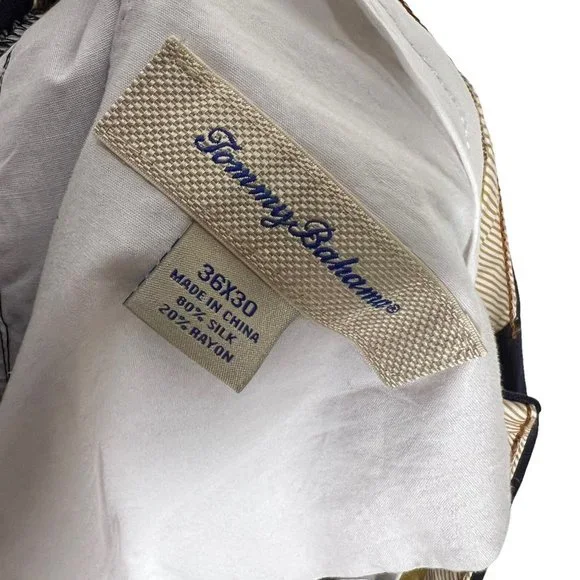 Tommy Bahama®
36X30
MADE IN CHINA
80% SILK
20% RAYON